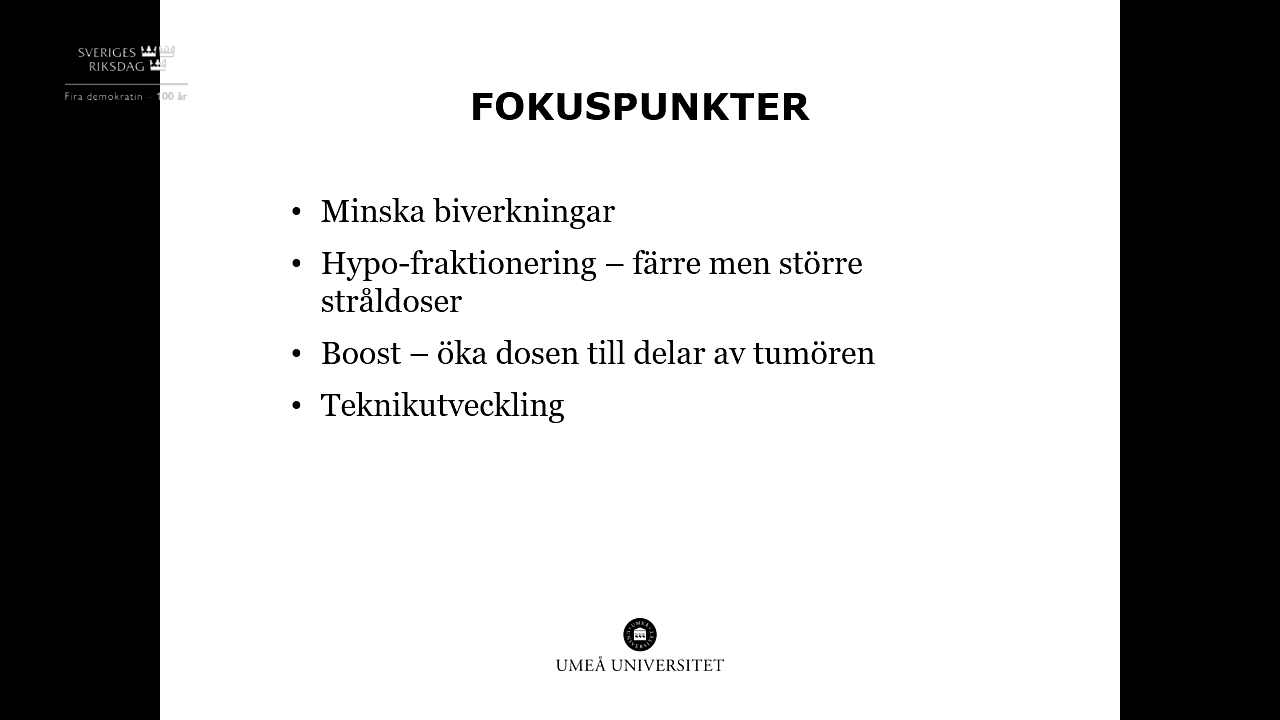 SVERIGES
RIKSDAG
Fira demokratin – 100 år
FOKUSPUNKTER
• Minska biverkningar
• Hypo-fraktionering – färre men större
stråldoser
• Boost – öka dosen till delar av tumören
• Teknikutveckling
UMEÅ UNIVERSITET